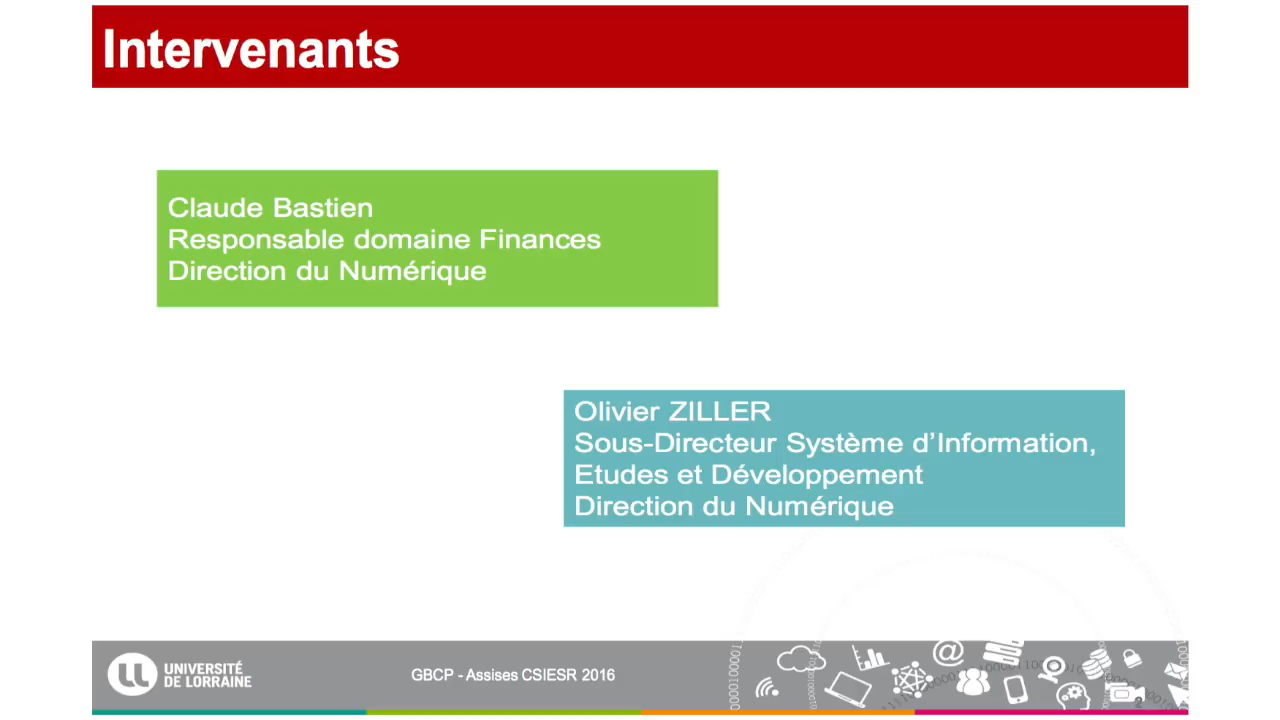 Intervenants
Claude Bastien
Responsable domaine Finances
Direction du Numérique
Olivier ZILLER
Sous-Directeur Système d’Information,
Etudes et Développement
Direction du Numérique
UNIVERSITÉ
DE LORRAINE
GBCP - Assises CSIESR 2016
2